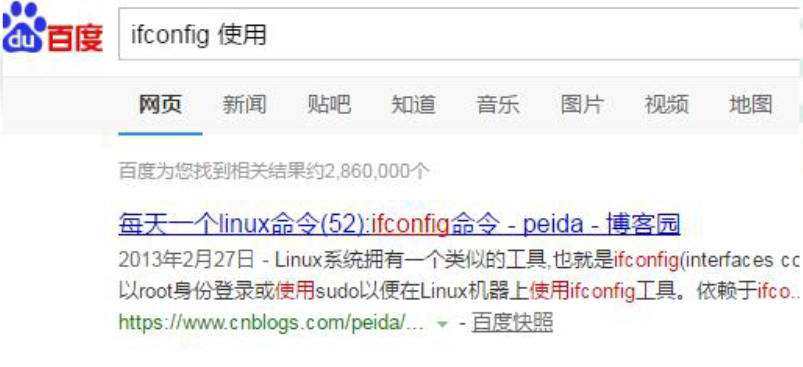 du 百度
ifconfig 使用
网页 新闻 贴吧 知道 音乐 图片 视频 地图
百度为您找到相关结果约2,860,000个
每天一个linux命令(52):ifconfig命令 - peida - 博客园
2013年2月27日 - Linux系统拥有一个类似的工具,也就是ifconfig(interfaces co
以root身份登录或使用sudo以便在Linux机器上使用ifconfig工具。依赖于ifco...
https://www.cnblogs.com/peida/... - 百度快照